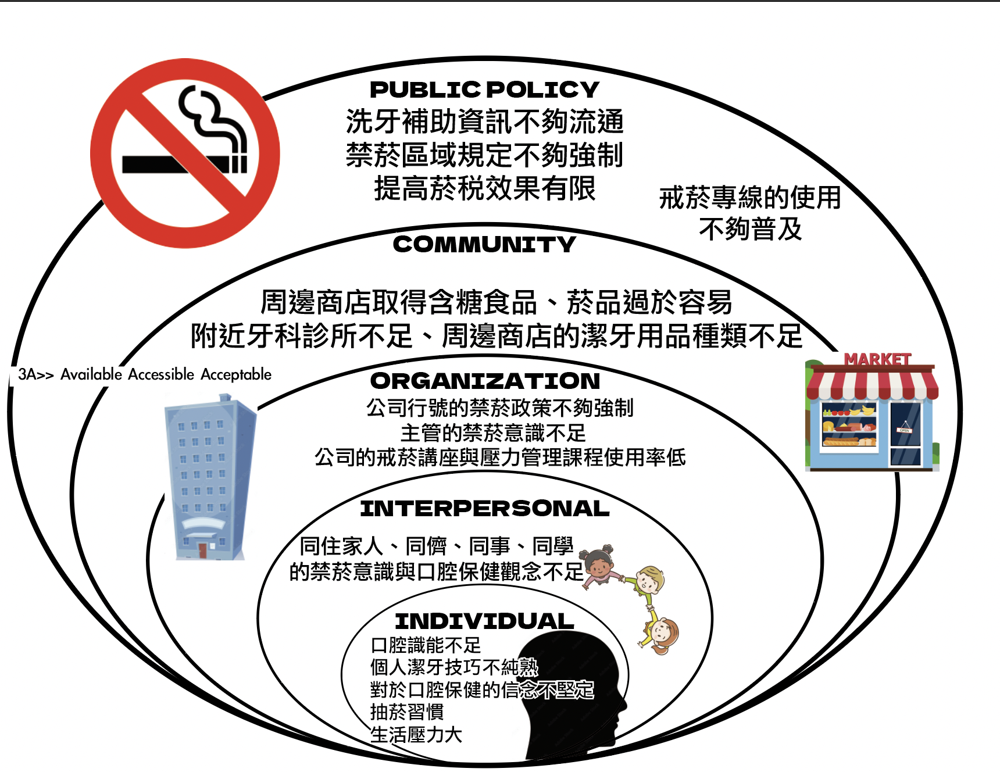 PUBLIC POLICY
洗牙補助資訊不夠流通
禁菸區域規定不夠強制
提高菸稅效果有限
戒菸專線的使用
不夠普及
COMMUNITY
周邊商店取得含糖食品、菸品過於容易
附近牙科診所不足、周邊商店的潔牙用品種類不足
3A>> Available Accessible Acceptable
MARKET
OPEN
ORGANIZATION
公司行號的禁菸政策不夠強制
主管的禁菸意識不足
公司的戒菸講座與壓力管理課程使用率低
INTERPERSONAL
同住家人、同儕、同事、同學
的禁菸意識與口腔保健觀念不足
INDIVIDUAL
口腔識能不足
個人潔牙技巧不純熟
對於口腔保健的信念不堅定
抽菸習慣
生活壓力大